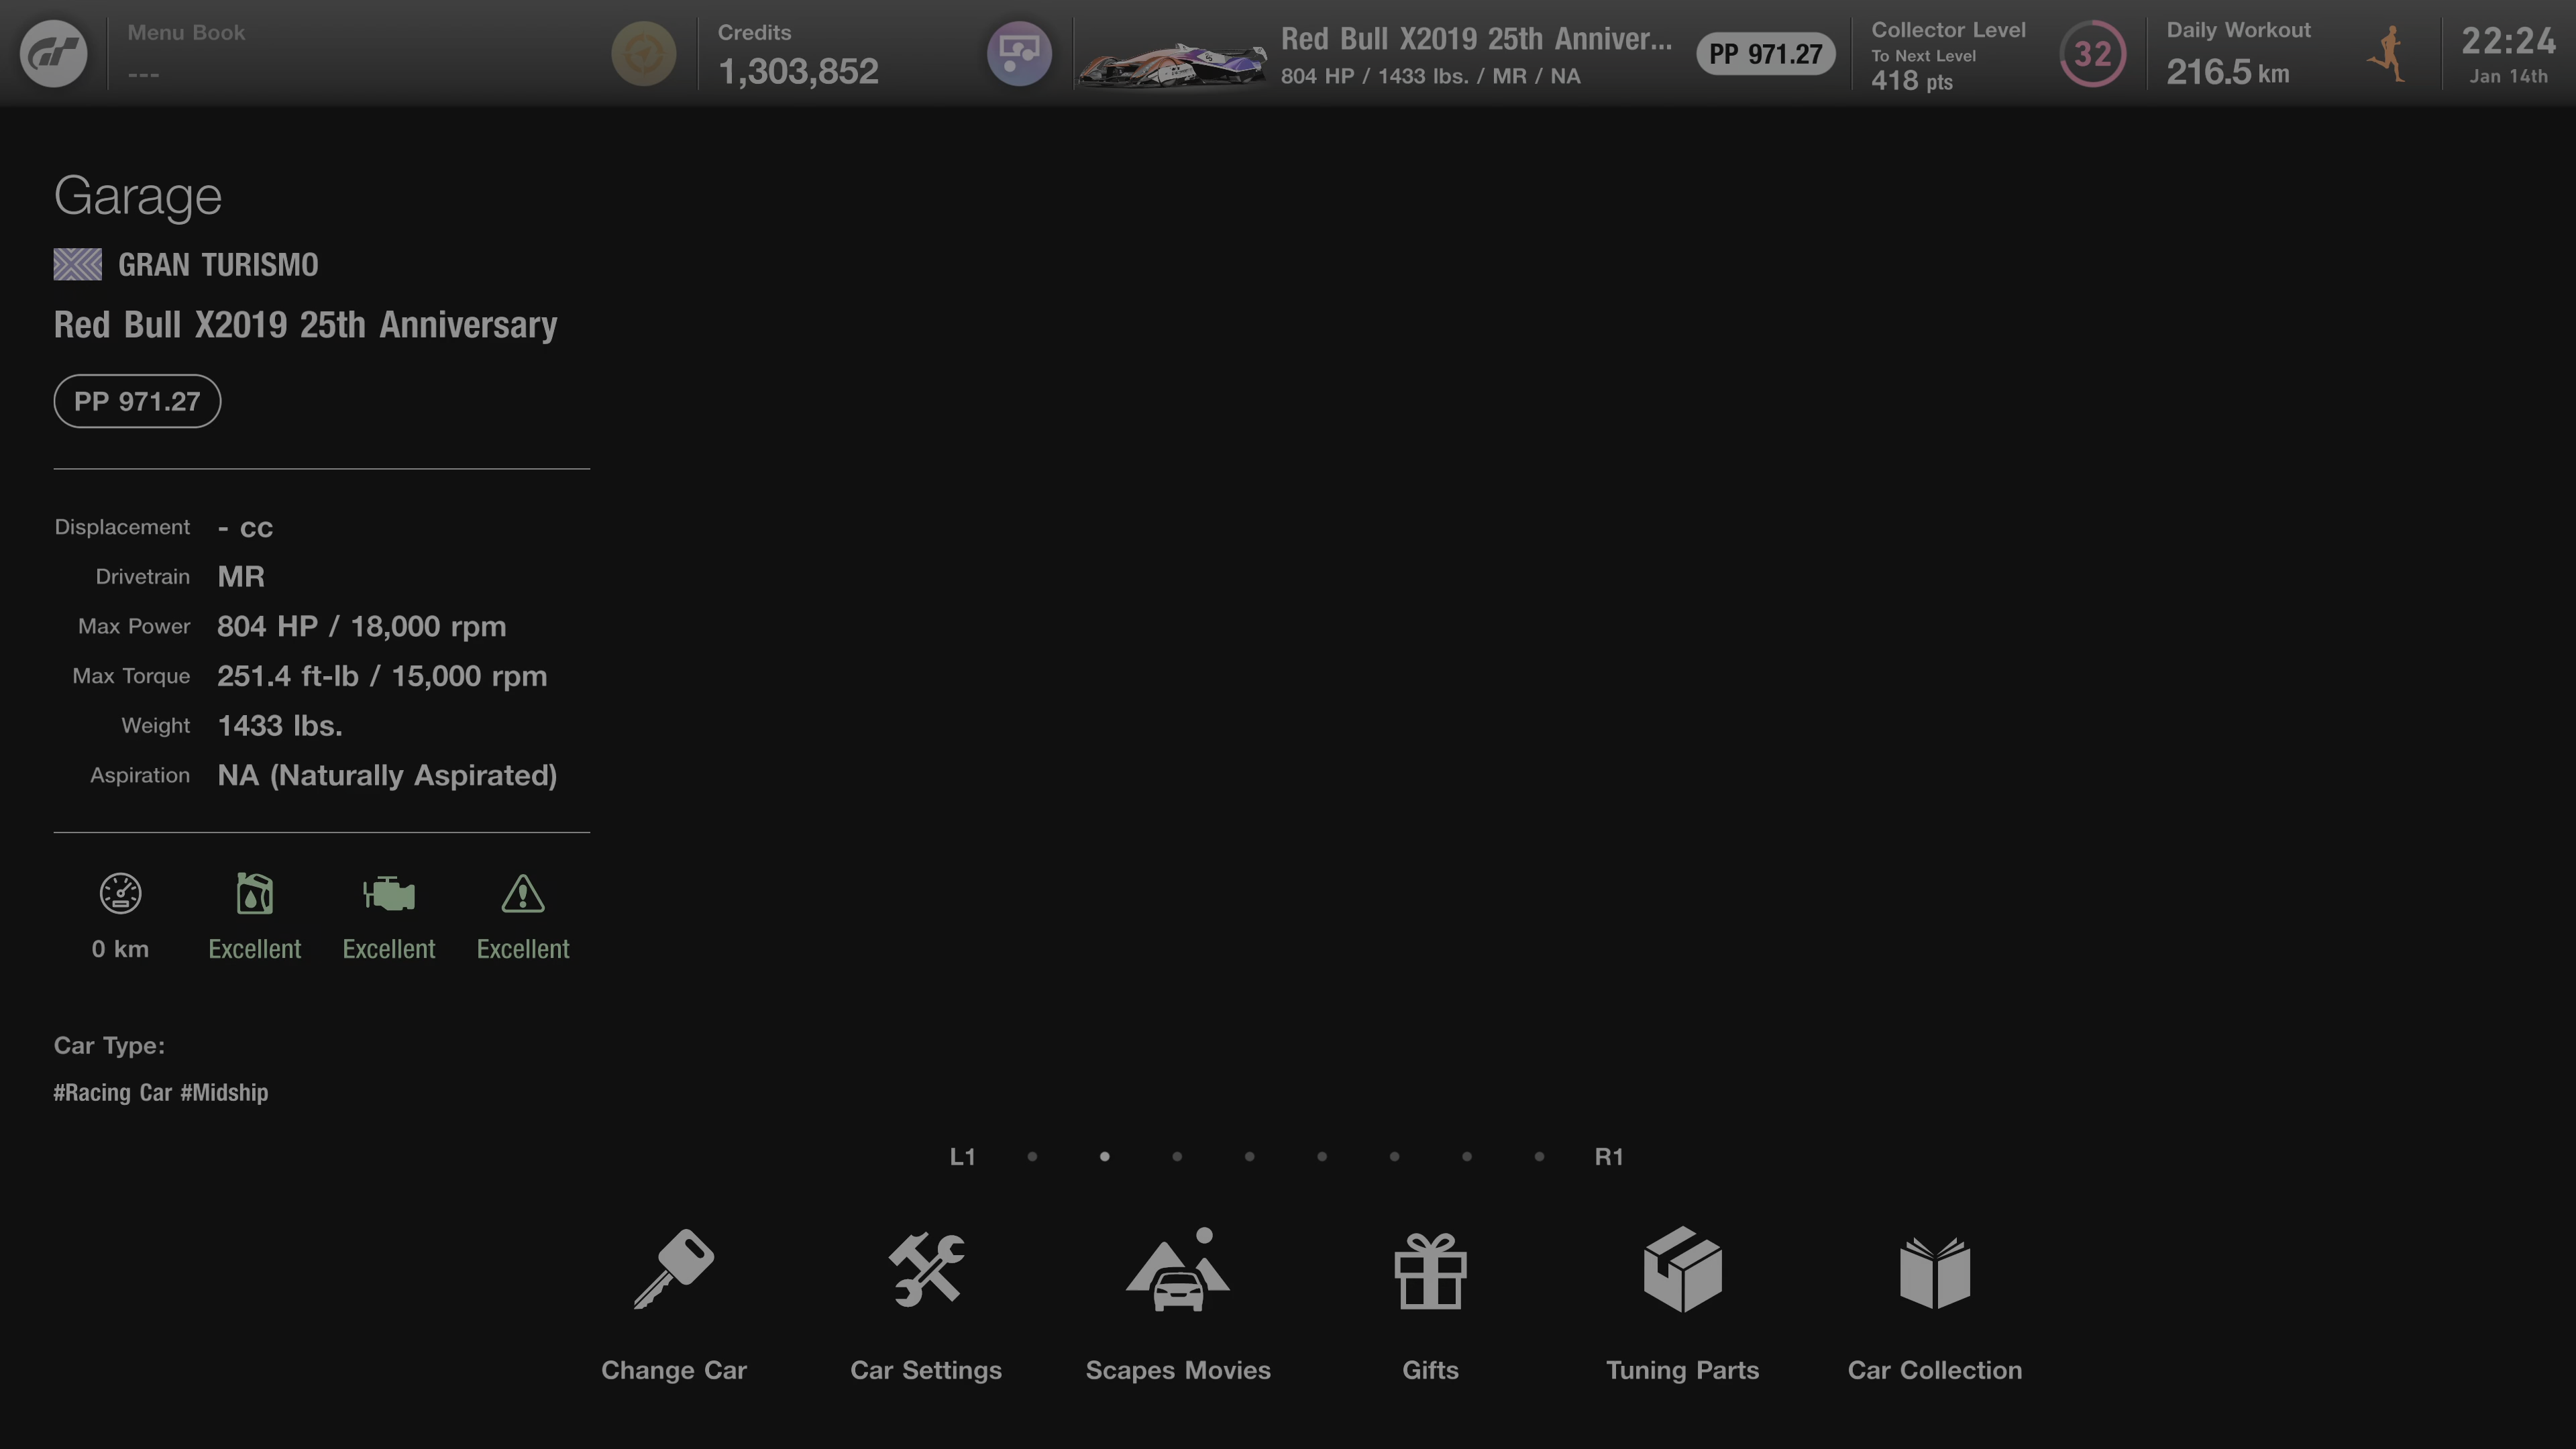 Menu Book
---
Credits
1,303,852
Red Bull X2019 25th Anniver...
804 HP / 1433 lbs. / MR / NA
PP 971.27
Collector Level
To Next Level
418 pts
32
Daily Workout
216.5 km
22:24
Jan 14th
Garage
GRAN TURISMO
Red Bull X2019 25th Anniversary
PP 971.27
Displacement - cc
Drivetrain MR
Max Power 804 HP / 18,000 rpm
Max Torque 251.4 ft-lb / 15,000 rpm
Weight 1433 lbs.
Aspiration NA (Naturally Aspirated)
0 km Excellent Excellent Excellent
Car Type:
#Racing Car #Midship
L1 R1
Change Car Car Settings Scapes Movies Gifts Tuning Parts Car Collection